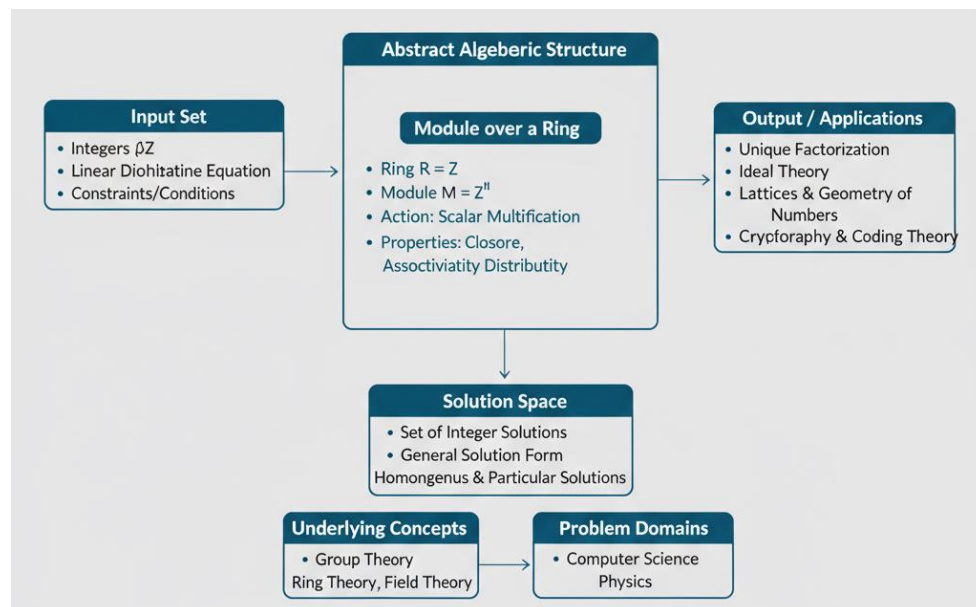 Abstract Algeberic Structure
Input Set
• Integers βZ
• Linear Diohltatine Equation
• Constraints/Conditions
Module over a Ring
• Ring R = Z
• Module M = Zᴺ
• Action: Scalar Multification
• Properties: Closore,
Assoctiviatity Distributity
Output / Applications
• Unique Factorization
• Ideal Theory
• Lattices & Geometry of
Numbers
• Crypforaphy & Coding Theory
Solution Space
• Set of Integer Solutions
• General Solution Form
Homongenus & Particular Solutions
Underlying Concepts
• Group Theory
Ring Theory, Field Theory
Problem Domains
• Computer Science
Physics